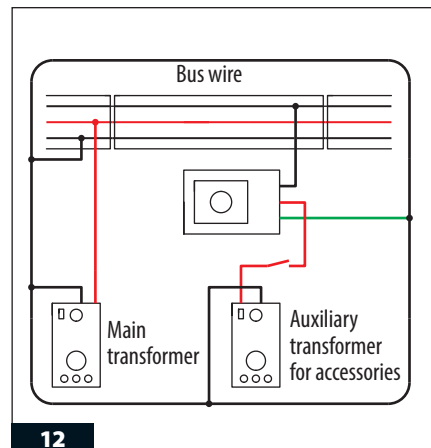 Bus wire
Main
transformer
Auxiliary
transformer
for accessories
12